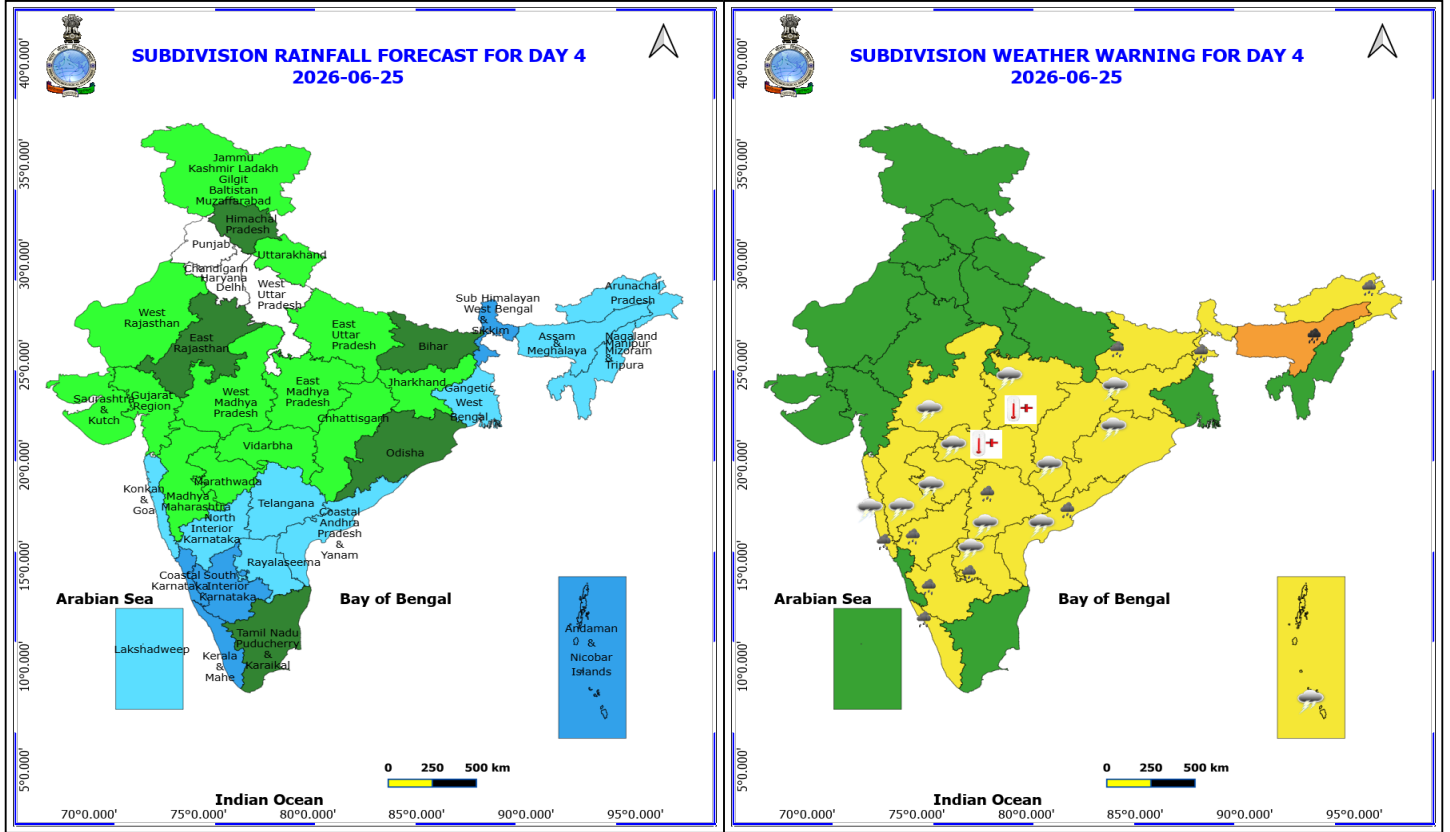 SUBDIVISION RAINFALL FORECAST FOR DAY 4
2026-06-25
40°0.000'
35°0.000'
30°0.000'
25°0.000'
20°0.000'
15°0.000'
10°0.000'
5°0.000'
Jammu
Kashmir Ladakh
Gilgit
Baltistan
Muzaffarabad
Himachal
Pradesh
Punjab
Uttarakhand
Chandigarh
Haryana
Delhi
West
Uttar
Pradesh
West
Rajasthan
East
Rajasthan
East
Uttar
Pradesh
Bihar
Sub Himalayan
West Bengal
&
Sikkim
Arunachal
Pradesh
Assam
&
Meghalaya
Nagaland
Manipur
Mizoram
&
Tripura
Saurashtra
&
Kutch
Gujarat
Region
West
Madhya
Pradesh
East
Madhya
Pradesh
Jharkhand
Gangetic
West
Bengal
Chhattisgarh
Odisha
Vidarbha
Marathwada
Madhya
Maharashtra
Konkan
&
Goa
North
Interior
Karnataka
Telangana
Coastal
Andhra
Pradesh
&
Yanam
Rayalaseema
Coastal
Karnataka
South
Interior
Karnataka
Arabian Sea
Bay of Bengal
Lakshadweep
Kerala
&
Mahe
Tamil Nadu
Puducherry
&
Karaikal
Andaman
&
Nicobar
Islands
0 250 500 km
Indian Ocean
70°0.000' 75°0.000' 80°0.000' 85°0.000' 90°0.000' 95°0.000'
SUBDIVISION WEATHER WARNING FOR DAY 4
2026-06-25
40°0.000'
35°0.000'
30°0.000'
25°0.000'
20°0.000'
15°0.000'
10°0.000'
5°0.000'
Arabian Sea
Bay of Bengal
0 250 500 km
Indian Ocean
70°0.000' 75°0.000' 80°0.000' 85°0.000' 90°0.000' 95°0.000'